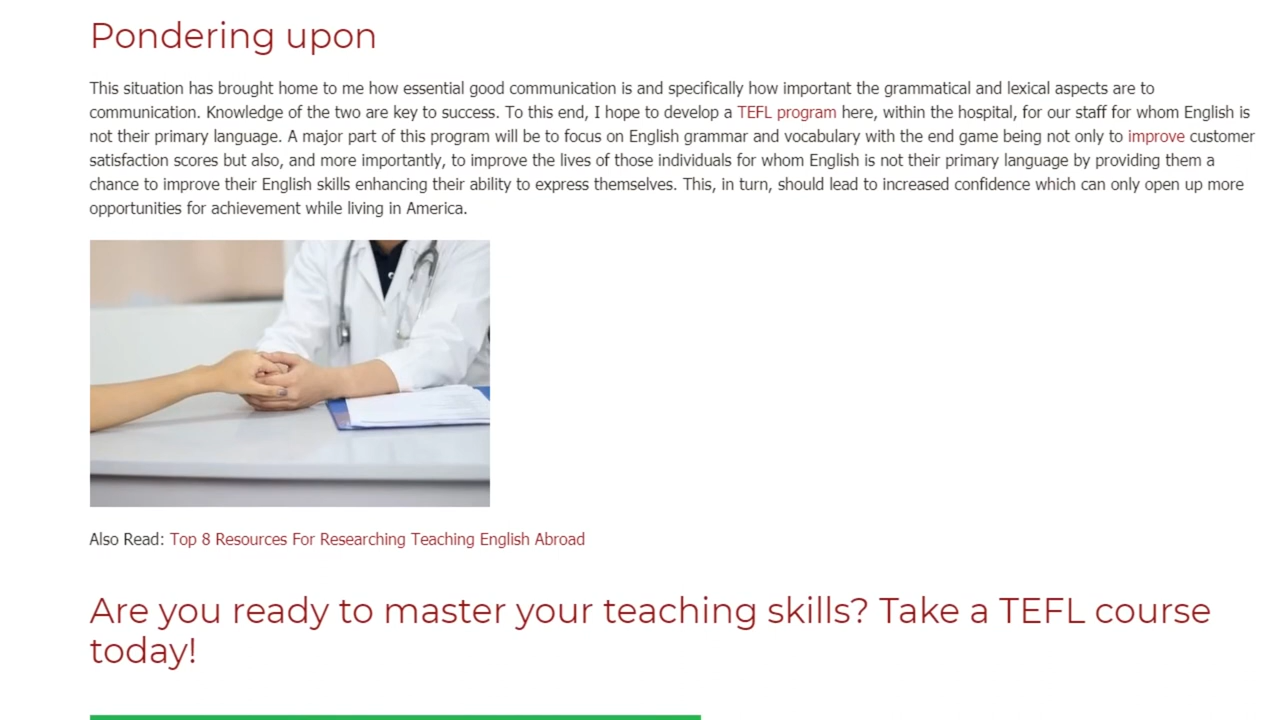 Pondering upon
This situation has brought home to me how essential good communication is and specifically how important the grammatical and lexical aspects are to
communication. Knowledge of the two are key to success. To this end, I hope to develop a TEFL program here, within the hospital, for our staff for whom English is
not their primary language. A major part of this program will be to focus on English grammar and vocabulary with the end game being not only to improve customer
satisfaction scores but also, and more importantly, to improve the lives of those individuals for whom English is not their primary language by providing them a
chance to improve their English skills enhancing their ability to express themselves. This, in turn, should lead to increased confidence which can only open up more
opportunities for achievement while living in America.
Also Read: Top 8 Resources For Researching Teaching English Abroad
Are you ready to master your teaching skills? Take a TEFL course
today!